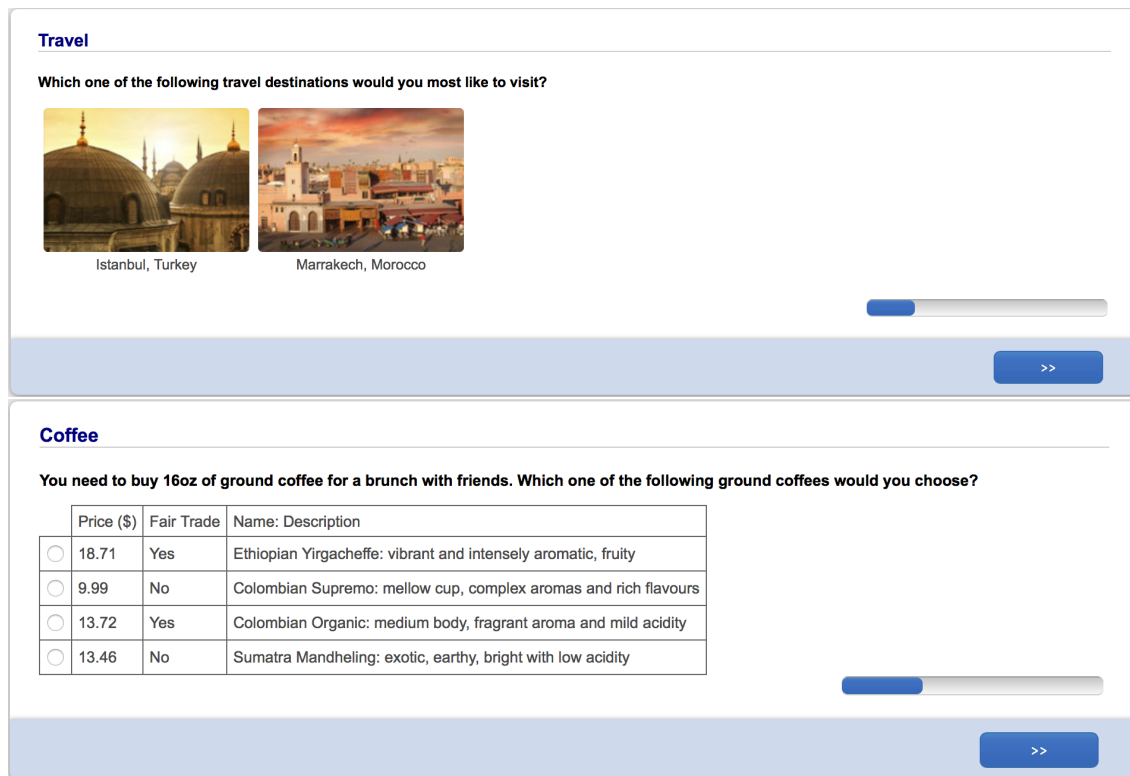 Travel
Which one of the following travel destinations would you most like to visit?
Istanbul, Turkey Marrakech, Morocco
>>
Coffee
You need to buy 16oz of ground coffee for a brunch with friends. Which one of the following ground coffees would you choose?
Price ($) Fair Trade Name: Description
18.71 Yes Ethiopian Yirgacheffe: vibrant and intensely aromatic, fruity
9.99 No Colombian Supremo: mellow cup, complex aromas and rich flavours
13.72 Yes Colombian Organic: medium body, fragrant aroma and mild acidity
13.46 No Sumatra Mandheling: exotic, earthy, bright with low acidity
>>